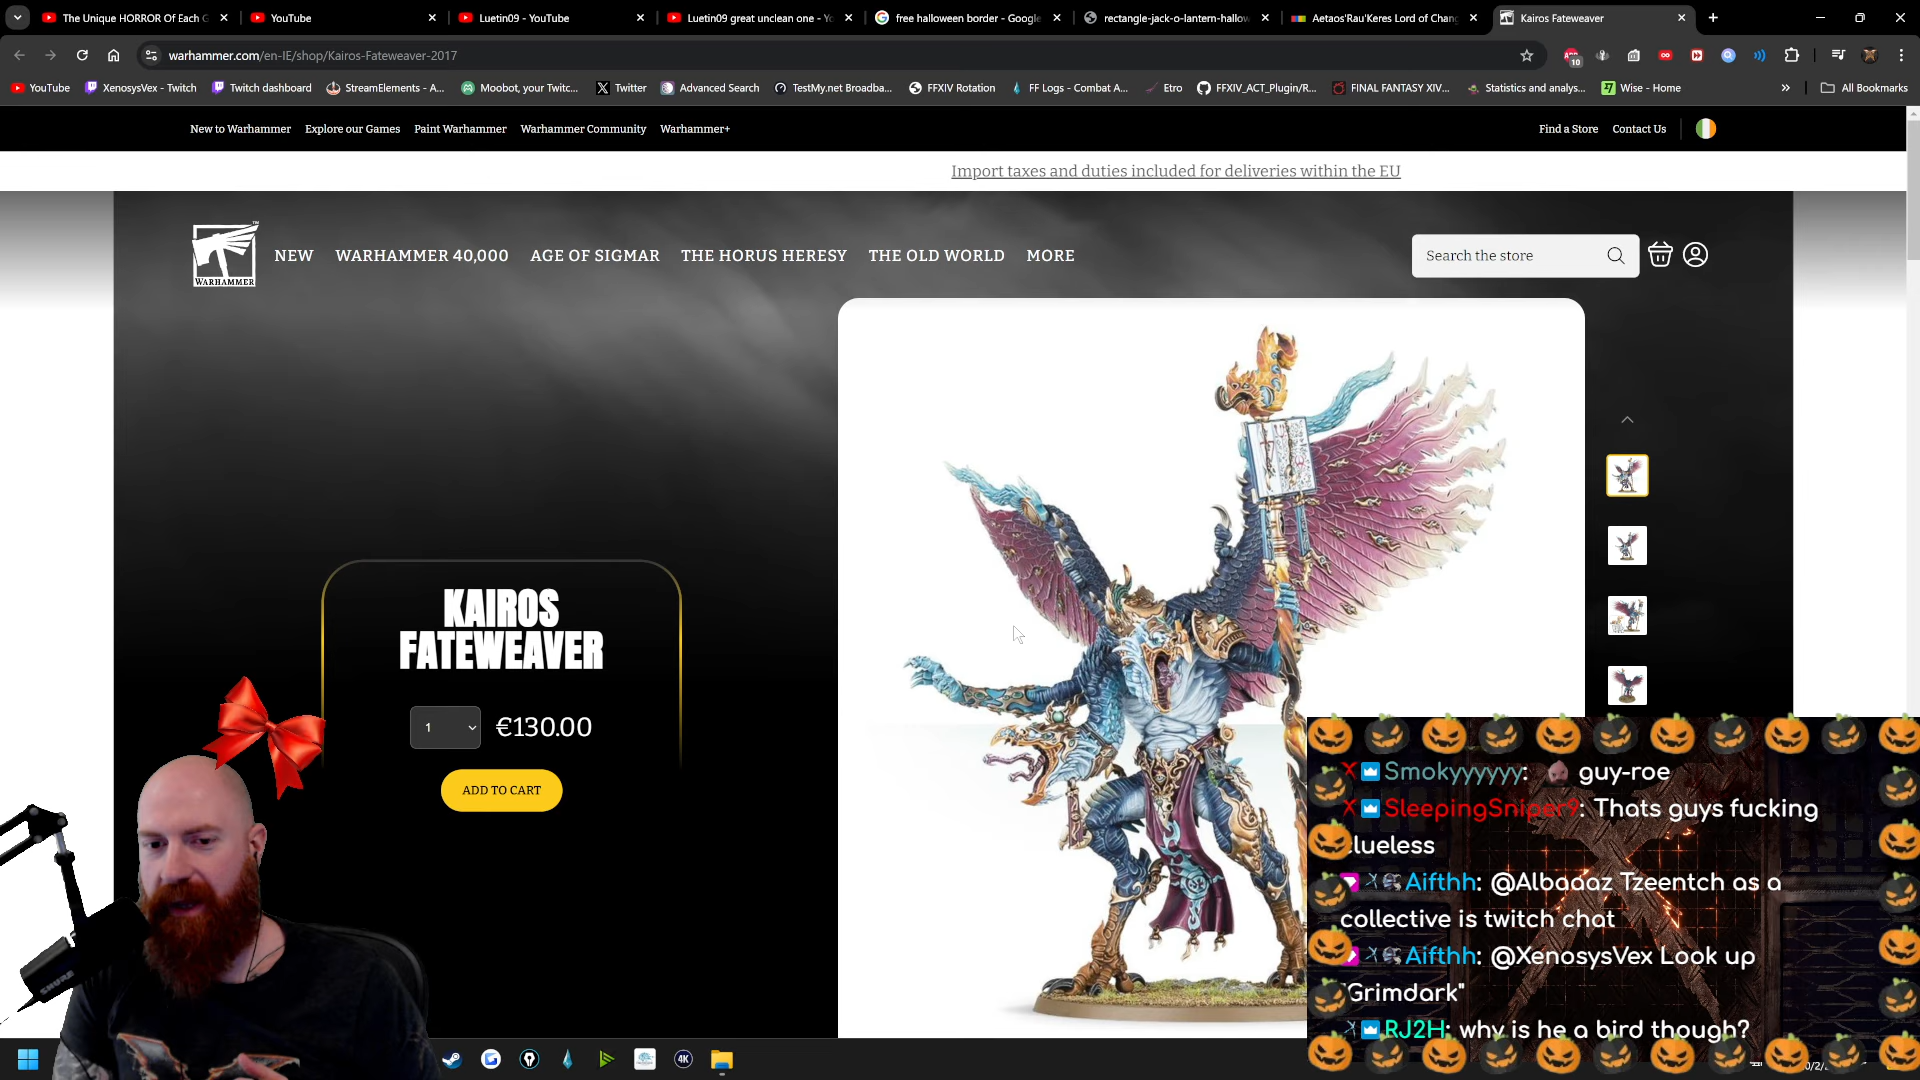 The Unique HORROR Of Each G
YouTube
Luetin09 - YouTube
Luetin09 great unclean one - Yo
free halloween border - Google
rectangle-jack-o-lantern-hallow
Aetaos'Rau'Keres Lord of Chang
Kairos Fateweaver
warhammer.com/en-IE/shop/Kairos-Fateweaver-2017
10
YouTube
XenosysVex - Twitch
Twitch dashboard
StreamElements - A...
Moobot, your Twitc...
Twitter
Advanced Search
TestMy.net Broadba...
FFXIV Rotation
FF Logs - Combat A...
Etro
FFXIV_ACT_Plugin/R...
FINAL FANTASY XIV...
Statistics and analys...
Wise - Home
All Bookmarks
New to Warhammer
Explore our Games
Paint Warhammer
Warhammer Community
Warhammer+
Find a Store
Contact Us
Import taxes and duties included for deliveries within the EU
WARHAMMER
NEW
WARHAMMER 40,000
AGE OF SIGMAR
THE HORUS HERESY
THE OLD WORLD
MORE
Search the store
KAIROS
FATEWEAVER
1
€130.00
ADD TO CART
Smokyyyyyy: guy-roe
SleepingSniper9: Thats guys fucking
clueless
Aifthh: @Albaaaz Tzeentch as a
collective is twitch chat
Aifthh: @XenosysVex Look up
"Grimdark"
RJ2H: why is he a bird though?
SHURE
4K